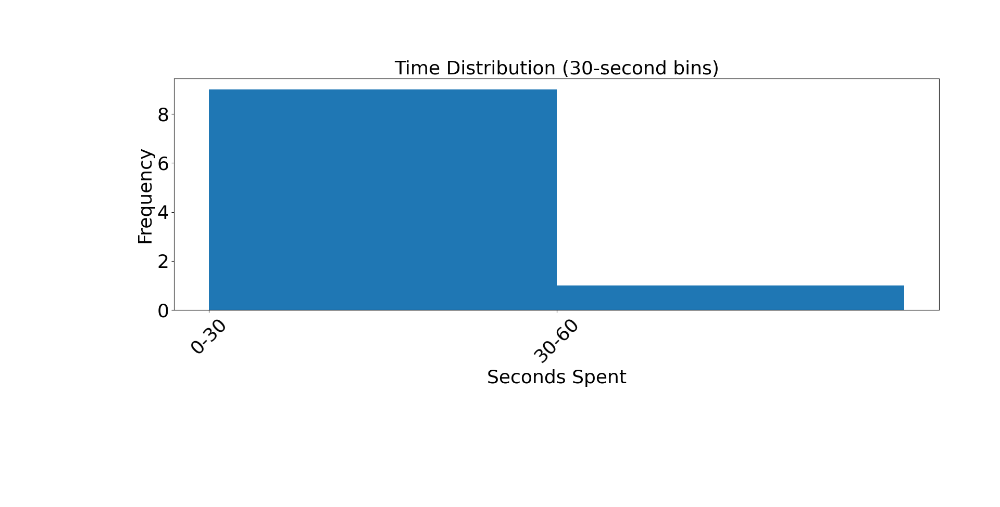 Time Distribution (30-second bins)
Frequency
8
6
4
2
0
0-30
30-60
Seconds Spent